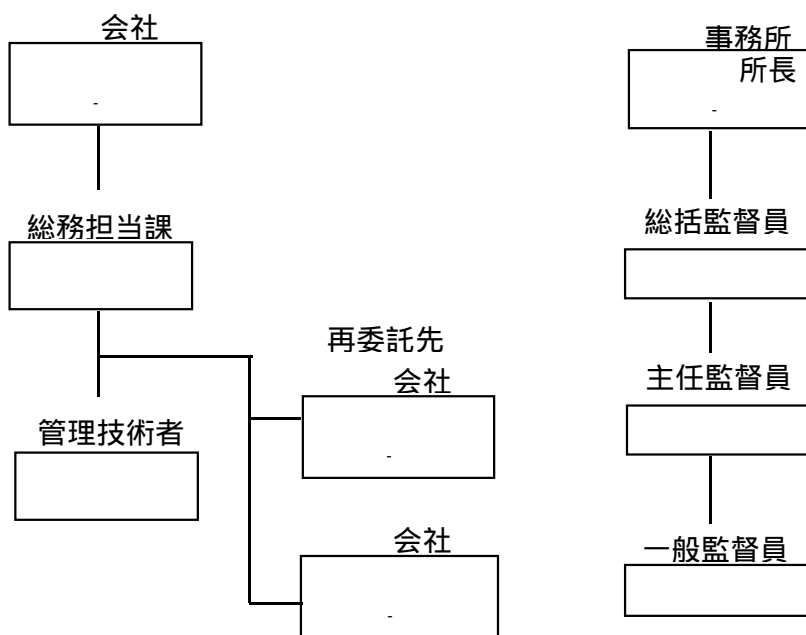 会社
-
総務担当課
管理技術者
再委託先
会社
-
会社
-
事務所
所長
-
総括監督員
主任監督員
一般監督員